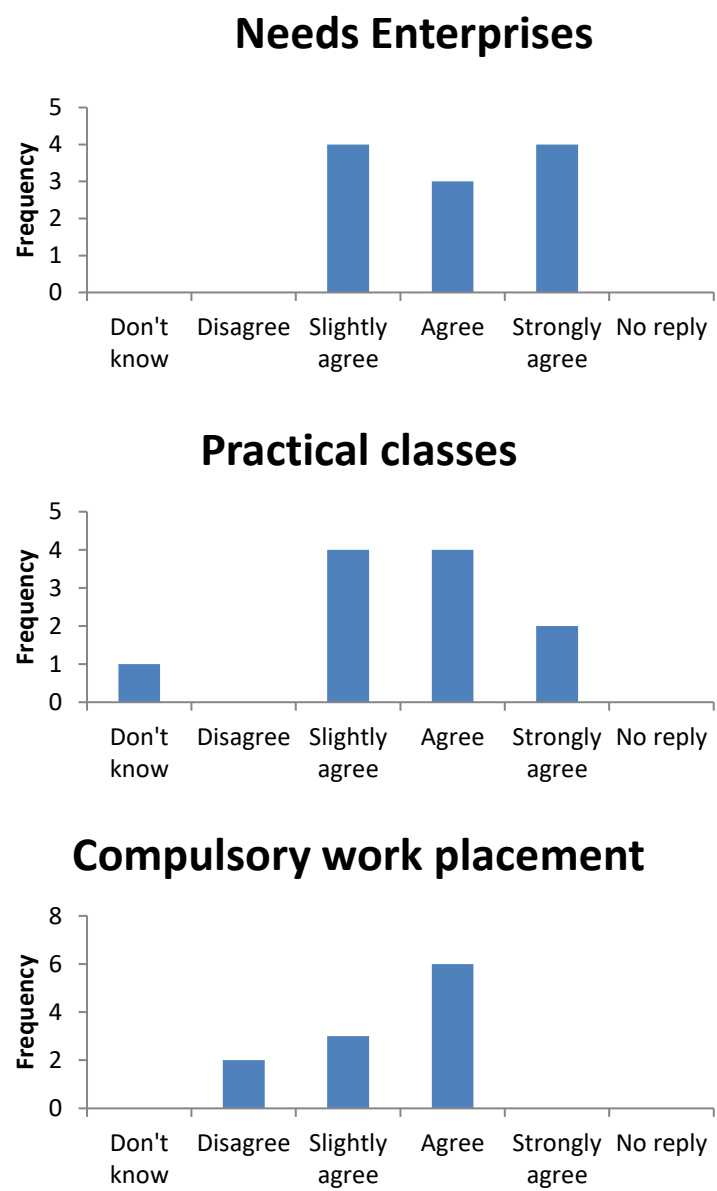 Needs Enterprises
5
4
3
2
1
0
Frequency
Don't Disagree Slightly Agree Strongly No reply
know agree agree
Practical classes
5
4
3
2
1
0
Frequency
Don't Disagree Slightly Agree Strongly No reply
know agree agree
Compulsory work placement
8
6
4
2
0
Frequency
Don't Disagree Slightly Agree Strongly No reply
know agree agree